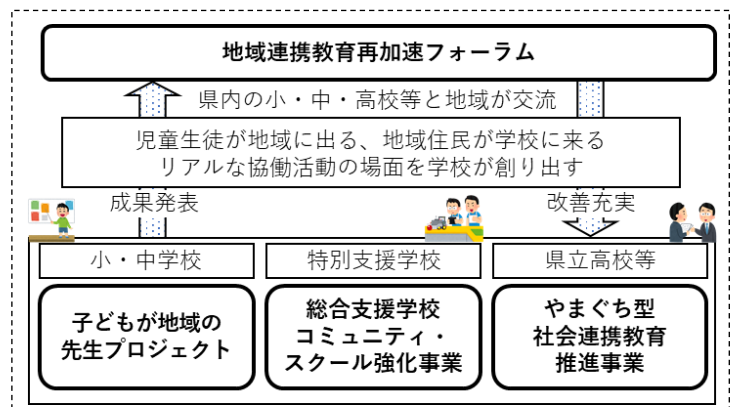 地域連携教育再加速フォーラム
県内の小・中・高校等と地域が交流
児童生徒が地域に出る、地域住民が学校に来る
リアルな協働活動の場面を学校が創り出す
成果発表
改善充実
小・中学校
特別支援学校
県立高校等
子どもが地域の
先生プロジェクト
総合支援学校
コミュニティ・
スクール強化事業
やまぐち型
社会連携教育
推進事業